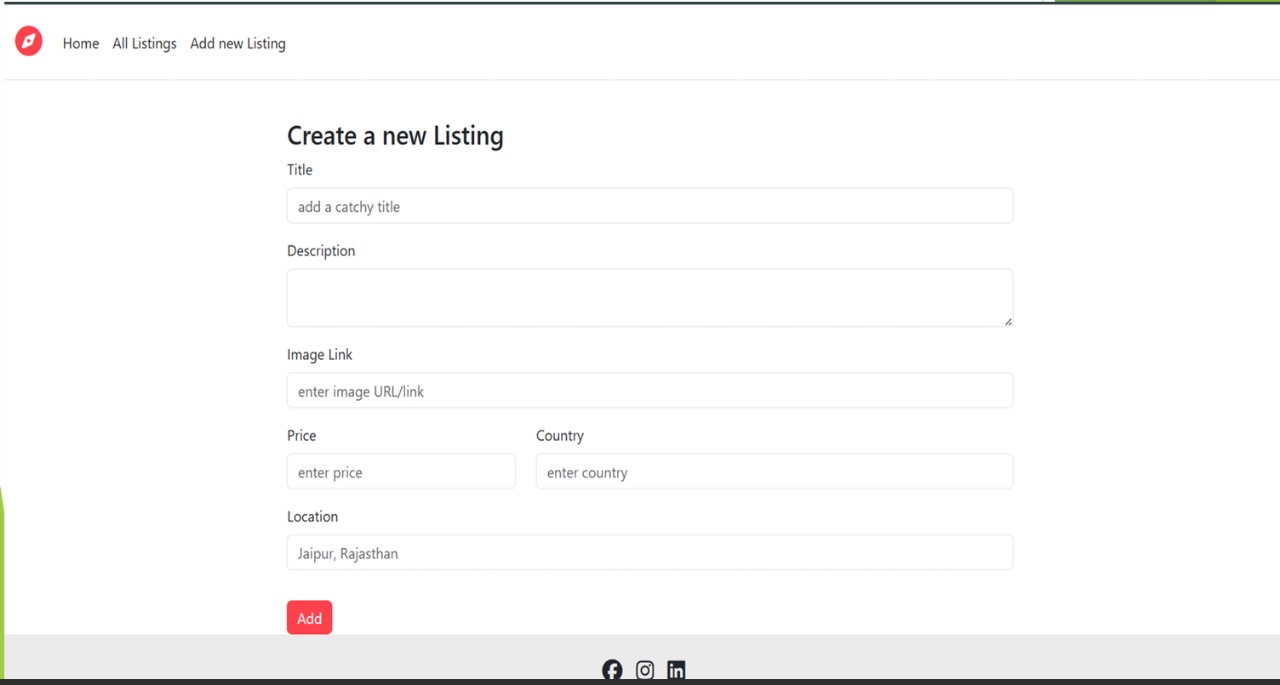 Home All Listings Add new Listing
Create a new Listing
Title
add a catchy title
Description
Image Link
enter image URL/link
Price Country
enter price enter country
Location
Jaipur, Rajasthan
Add